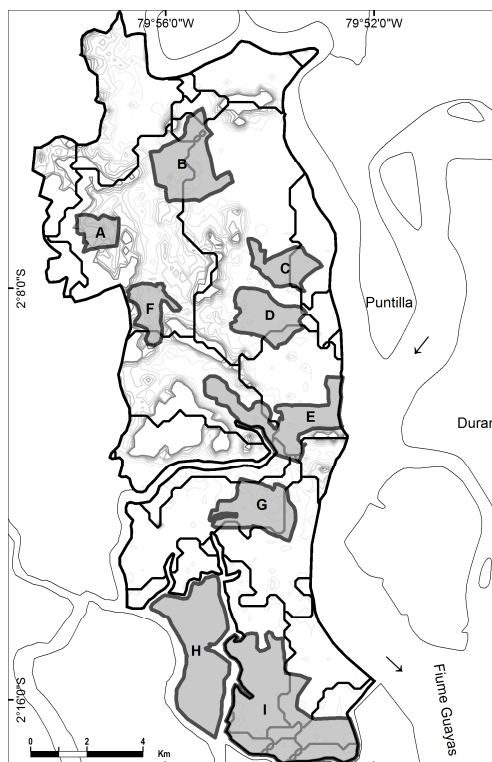 79°56'0"W
79°52'0"W
B
A
C
2°8'0"S
F
D
Puntilla
E
Duran
G
H
I
2°16'0"S
Fiume Guayas
0 2 4
Km